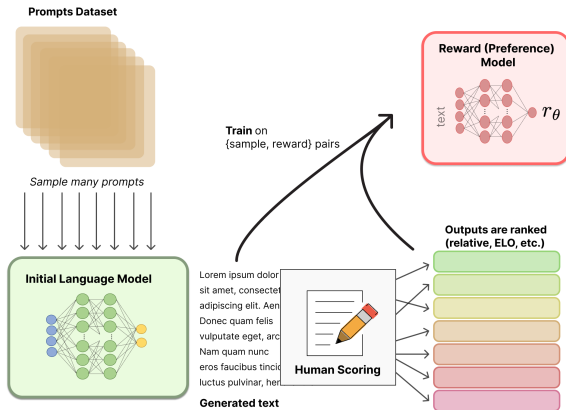 Prompts Dataset
Sample many prompts
Initial Language Model
Train on
{sample, reward} pairs
Reward (Preference)
Model
text
rθ
Outputs are ranked
(relative, ELO, etc.)
Lorem ipsum dolor
sit amet, consectet
adipiscing elit. Aen
Donec quam felis
vulputate eget, arc
Nam quam nunc
eros faucibus tincid
luctus pulvinar, her
Generated text
Human Scoring